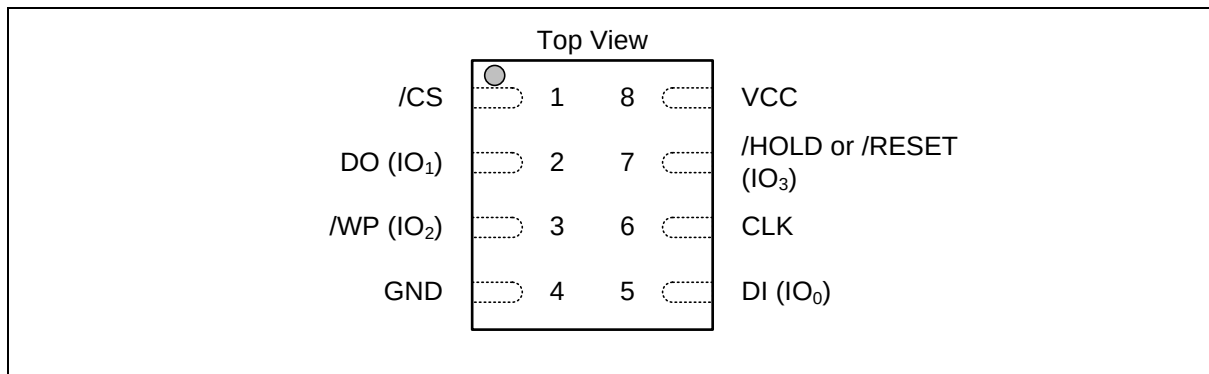 Top View
/CS 1 8 VCC
DO (IO₁) 2 7 /HOLD or /RESET
(IO₃)
/WP (IO₂) 3 6 CLK
GND 4 5 DI (IO₀)